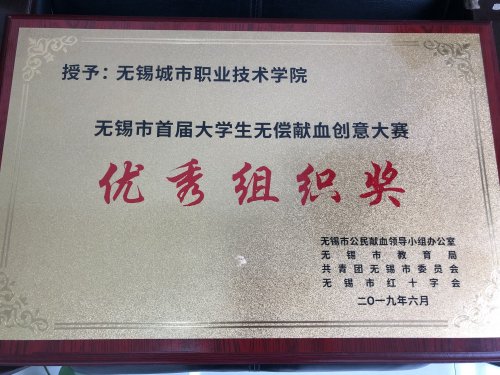 授予：无锡城市职业技术学院
无锡市首届大学生无偿献血创意大赛
优秀组织奖
无锡市公民献血领导小组办公室
无锡市教育局
共青团无锡市委员会
无锡市红十字会
二〇一九年六月